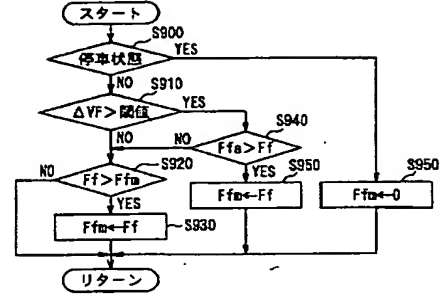 スタート
S900
停車状態
YES
NO
S910
ΔVF>閾値
YES
NO
NO
S940
Ffa>Ff
S920
NO
Ff>Ffm
YES
S950
Ffm←Ff
S950
Ffm←0
YES
Ffm←Ff
S930
リターン